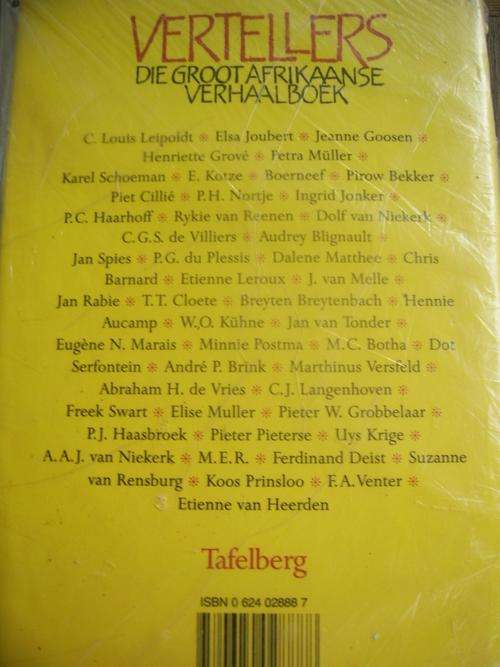 VERTELLERS
DIE GROOT AFRIKAANSE
VERHAALBOEK
C. Louis Leipoldt ✳ Elsa Joubert ✳ Jeanne Goosen ✳
Henriette Grové ✳ Petra Müller ✳
Karel Schoeman ✳ E. Kotze ✳ Boerneef ✳ Pirow Bekker ✳
Piet Cillié ✳ P.H. Nortje ✳ Ingrid Jonker ✳
P.C. Haarhoff ✳ Rykie van Reenen ✳ Dolf van Niekerk ✳
C.G.S. de Villiers ✳ Audrey Blignault ✳
Jan Spies ✳ P.G. du Plessis ✳ Dalene Matthee ✳ Chris
Barnard ✳ Etienne Leroux ✳ J. van Melle ✳
Jan Rabie ✳ T.T. Cloete ✳ Breyten Breytenbach ✳ Hennie
Aucamp ✳ W.O. Kühne ✳ Jan van Tonder ✳
Eugène N. Marais ✳ Minnie Postma ✳ M.C. Botha ✳ Dot
Serfontein ✳ André P. Brink ✳ Marthinus Versfeld ✳
Abraham H. de Vries ✳ C.J. Langenhoven ✳
Freek Swart ✳ Elise Muller ✳ Pieter W. Grobbelaar ✳
P.J. Haasbroek ✳ Pieter Pieterse ✳ Uys Krige ✳
A.A.J. van Niekerk ✳ M.E.R. ✳ Ferdinand Deist ✳ Suzanne
van Rensburg ✳ Koos Prinsloo ✳ F.A. Venter ✳
Etienne van Heerden
Tafelberg
ISBN 0 624 02888 7